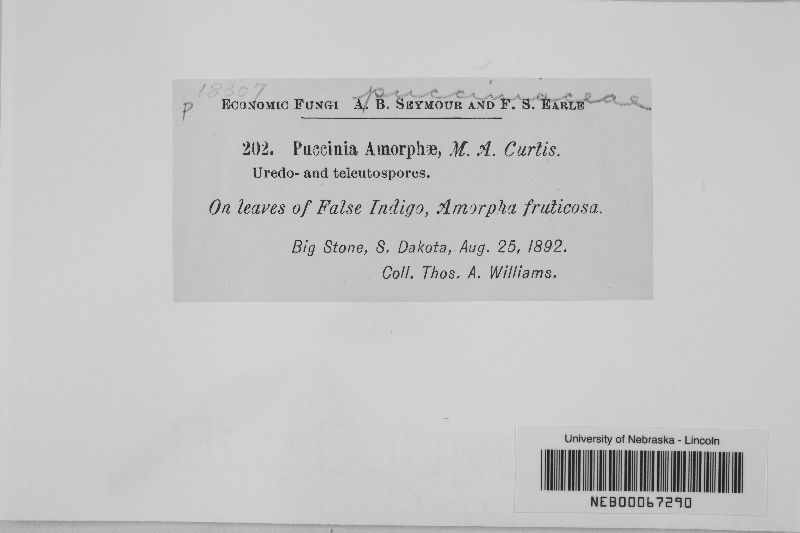 18307
pucciniaceae
p
ECONOMIC FUNGI A. B. SEYMOUR AND F. S. EARLE
202. Puccinia Amorphæ, M. A. Curtis.
Uredo- and teleutospores.
On leaves of False Indigo, Amorpha fruticosa.
Big Stone, S. Dakota, Aug. 25, 1892.
Coll. Thos. A. Williams.
University of Nebraska - Lincoln
NEB00067290